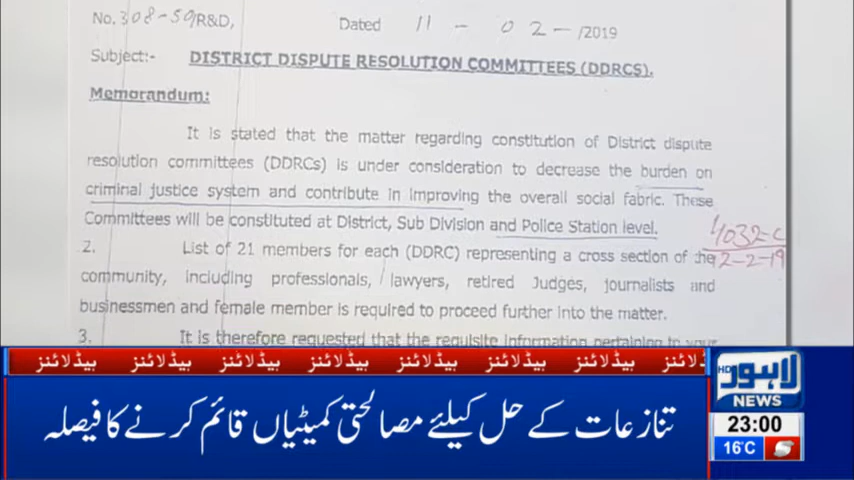 No. 308-59/R&D,
Dated 11 - 02 - /2019
Subject:- DISTRICT DISPUTE RESOLUTION COMMITTEES (DDRCS).
Memorandum:
It is stated that the matter regarding constitution of District dispute
resolution committees (DDRCs) is under consideration to decrease the burden on
criminal justice system and contribute in improving the overall social fabric. These
Committees will be constituted at District, Sub Division and Police Station level.
4032-C
12-2-19
2. List of 21 members for each (DDRC) representing a cross section of the
community, including professionals, lawyers, retired Judges, journalists and
businessmen and female member is required to proceed further into the matter.
3. It is therefore requested that the requisite information pertaining to your
ہیڈلائنز ہیڈلائنز ہیڈلائنز ہیڈلائنز ہیڈلائنز ہیڈلائنز ہیڈلائنز ہیڈلائنز
تنازعات کے حل کیلئے مصالحتی کمیٹیاں قائم کرنے کا فیصلہ
لاہور HD
NEWS
23:00
16°C